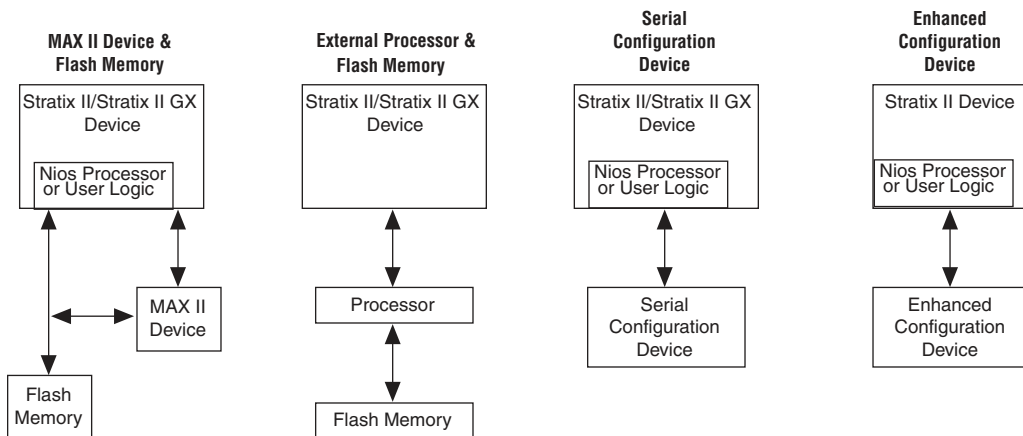 MAX II Device &
Flash Memory
Stratix II/Stratix II GX
Device
Nios Processor
or User Logic
MAX II
Device
Flash
Memory
External Processor &
Flash Memory
Stratix II/Stratix II GX
Device
Processor
Flash Memory
Serial
Configuration
Device
Stratix II/Stratix II GX
Device
Nios Processor
or User Logic
Serial
Configuration
Device
Enhanced
Configuration
Device
Stratix II Device
Nios Processor
or User Logic
Enhanced
Configuration
Device